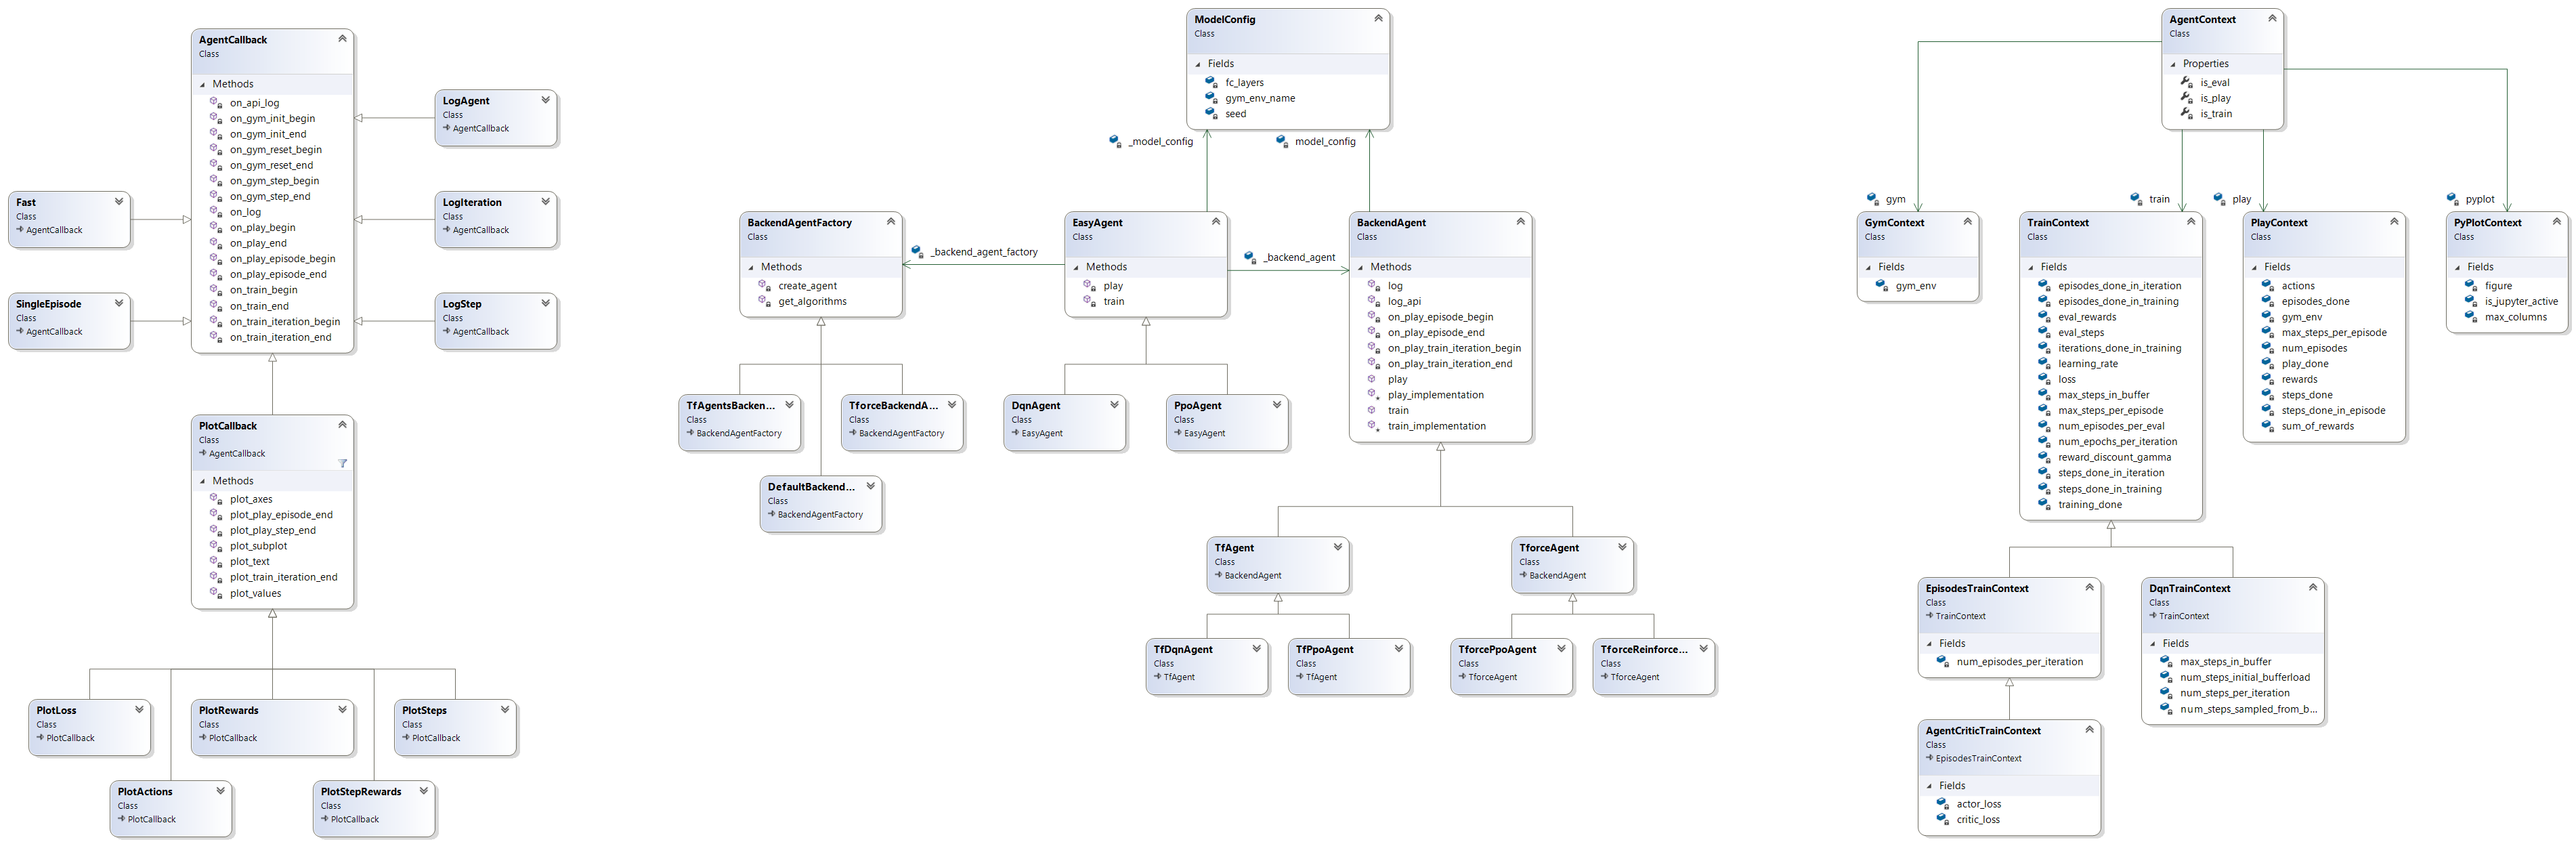 AgentCallback
Class
Methods
on_api_log
on_gym_init_begin
on_gym_init_end
on_gym_reset_begin
on_gym_reset_end
on_gym_step_begin
on_gym_step_end
on_log
on_play_begin
on_play_end
on_play_episode_begin
on_play_episode_end
on_train_begin
on_train_end
on_train_iteration_begin
on_train_iteration_end
LogAgent
Class
AgentCallback
Fast
Class
AgentCallback
LogIteration
Class
AgentCallback
SingleEpisode
Class
AgentCallback
LogStep
Class
AgentCallback
PlotCallback
Class
AgentCallback
Methods
plot_axes
plot_play_episode_end
plot_play_step_end
plot_subplot
plot_text
plot_train_iteration_end
plot_values
PlotLoss
Class
PlotCallback
PlotRewards
Class
PlotCallback
PlotSteps
Class
PlotCallback
PlotActions
Class
PlotCallback
PlotStepRewards
Class
PlotCallback
ModelConfig
Class
Fields
fc_layers
gym_env_name
seed
_model_config
model_config
BackendAgentFactory
Class
Methods
create_agent
get_algorithms
_backend_agent_factory
EasyAgent
Class
Methods
play
train
_backend_agent
BackendAgent
Class
Methods
log
log_api
on_play_episode_begin
on_play_episode_end
on_play_train_iteration_begin
on_play_train_iteration_end
play
play_implementation
train
train_implementation
TfAgentsBacken...
Class
BackendAgentFactory
TforceBackendA...
Class
BackendAgentFactory
DefaultBackend...
Class
BackendAgentFactory
DqnAgent
Class
EasyAgent
PpoAgent
Class
EasyAgent
TfAgent
Class
BackendAgent
TforceAgent
Class
BackendAgent
TfDqnAgent
Class
TfAgent
TfPpoAgent
Class
TfAgent
TforcePpoAgent
Class
TforceAgent
TforceReinforce...
Class
TforceAgent
AgentContext
Class
Properties
is_eval
is_play
is_train
gym
train
play
pyplot
GymContext
Class
Fields
gym_env
TrainContext
Class
Fields
episodes_done_in_iteration
episodes_done_in_training
eval_rewards
eval_steps
iterations_done_in_training
learning_rate
loss
max_steps_in_buffer
max_steps_per_episode
num_episodes_per_eval
num_epochs_per_iteration
reward_discount_gamma
steps_done_in_iteration
steps_done_in_training
training_done
PlayContext
Class
Fields
actions
episodes_done
gym_env
max_steps_per_episode
num_episodes
play_done
rewards
steps_done
steps_done_in_episode
sum_of_rewards
PyPlotContext
Class
Fields
figure
is_jupyter_active
max_columns
EpisodesTrainContext
Class
TrainContext
Fields
num_episodes_per_iteration
DqnTrainContext
Class
TrainContext
Fields
max_steps_in_buffer
num_steps_initial_bufferload
num_steps_per_iteration
num_steps_sampled_from_b...
AgentCriticTrainContext
Class
EpisodesTrainContext
Fields
actor_loss
critic_loss